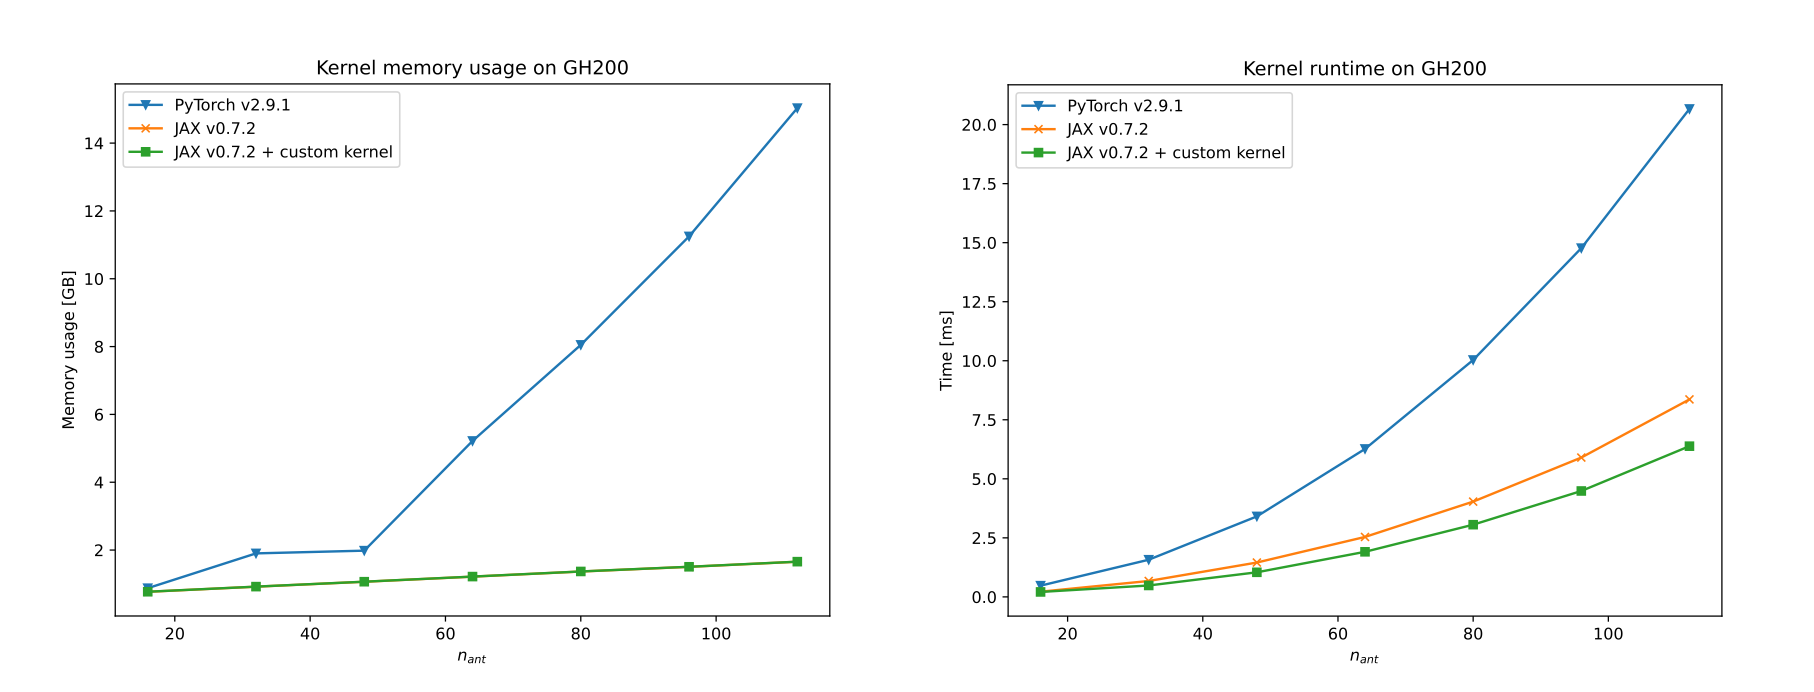 Kernel memory usage on GH200
PyTorch v2.9.1
JAX v0.7.2
JAX v0.7.2 + custom kernel
14
12
10
8
6
4
2
Memory usage [GB]
20
40
60
80
100
n_ant
Kernel runtime on GH200
PyTorch v2.9.1
JAX v0.7.2
JAX v0.7.2 + custom kernel
20.0
17.5
15.0
12.5
10.0
7.5
5.0
2.5
0.0
Time [ms]
20
40
60
80
100
n_ant